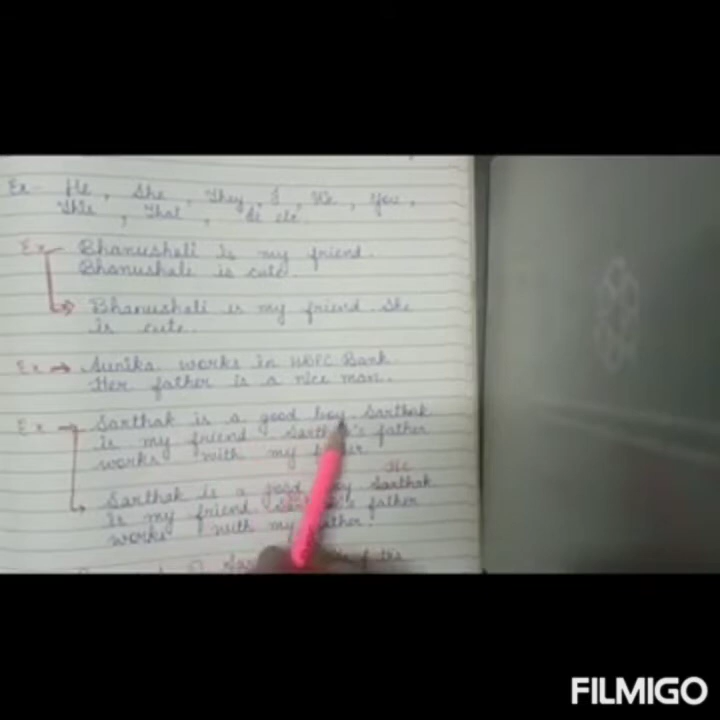 Ex- He, She, They, I, We, You,
This, That, etc.
Ex- Bhanushali is my friend.
Bhanushali is cute.
Bhanushali is my friend. She
is cute.
Ex → works in HDFC Bank.
Her father is a nice man.
Ex → Sarthak is a good boy. Sarthak
is my friend. Sarthak's father
works with my father.
He
Sarthak is a good boy Sarthak
is my friend Sarthak's father
works with my father.
FILMIGO